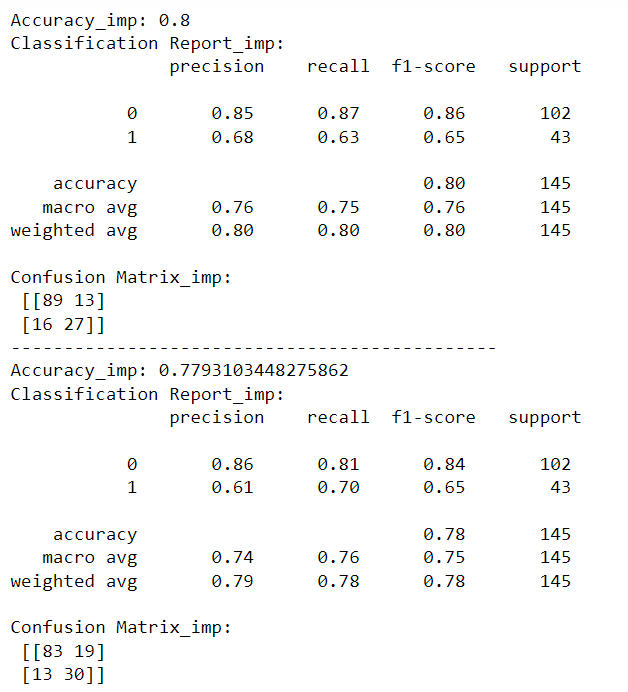 Accuracy_imp: 0.8
Classification Report_imp:
               precision    recall  f1-score   support

           0       0.85      0.87      0.86       102
           1       0.68      0.63      0.65        43

    accuracy                           0.80       145
   macro avg       0.76      0.75      0.76       145
weighted avg       0.80      0.80      0.80       145

Confusion Matrix_imp:
 [[89 13]
 [16 27]]
----------------------------------------------
Accuracy_imp: 0.7793103448275862
Classification Report_imp:
               precision    recall  f1-score   support

           0       0.86      0.81      0.84       102
           1       0.61      0.70      0.65        43

    accuracy                           0.78       145
   macro avg       0.74      0.76      0.75       145
weighted avg       0.79      0.78      0.78       145

Confusion Matrix_imp:
 [[83 19]
 [13 30]]